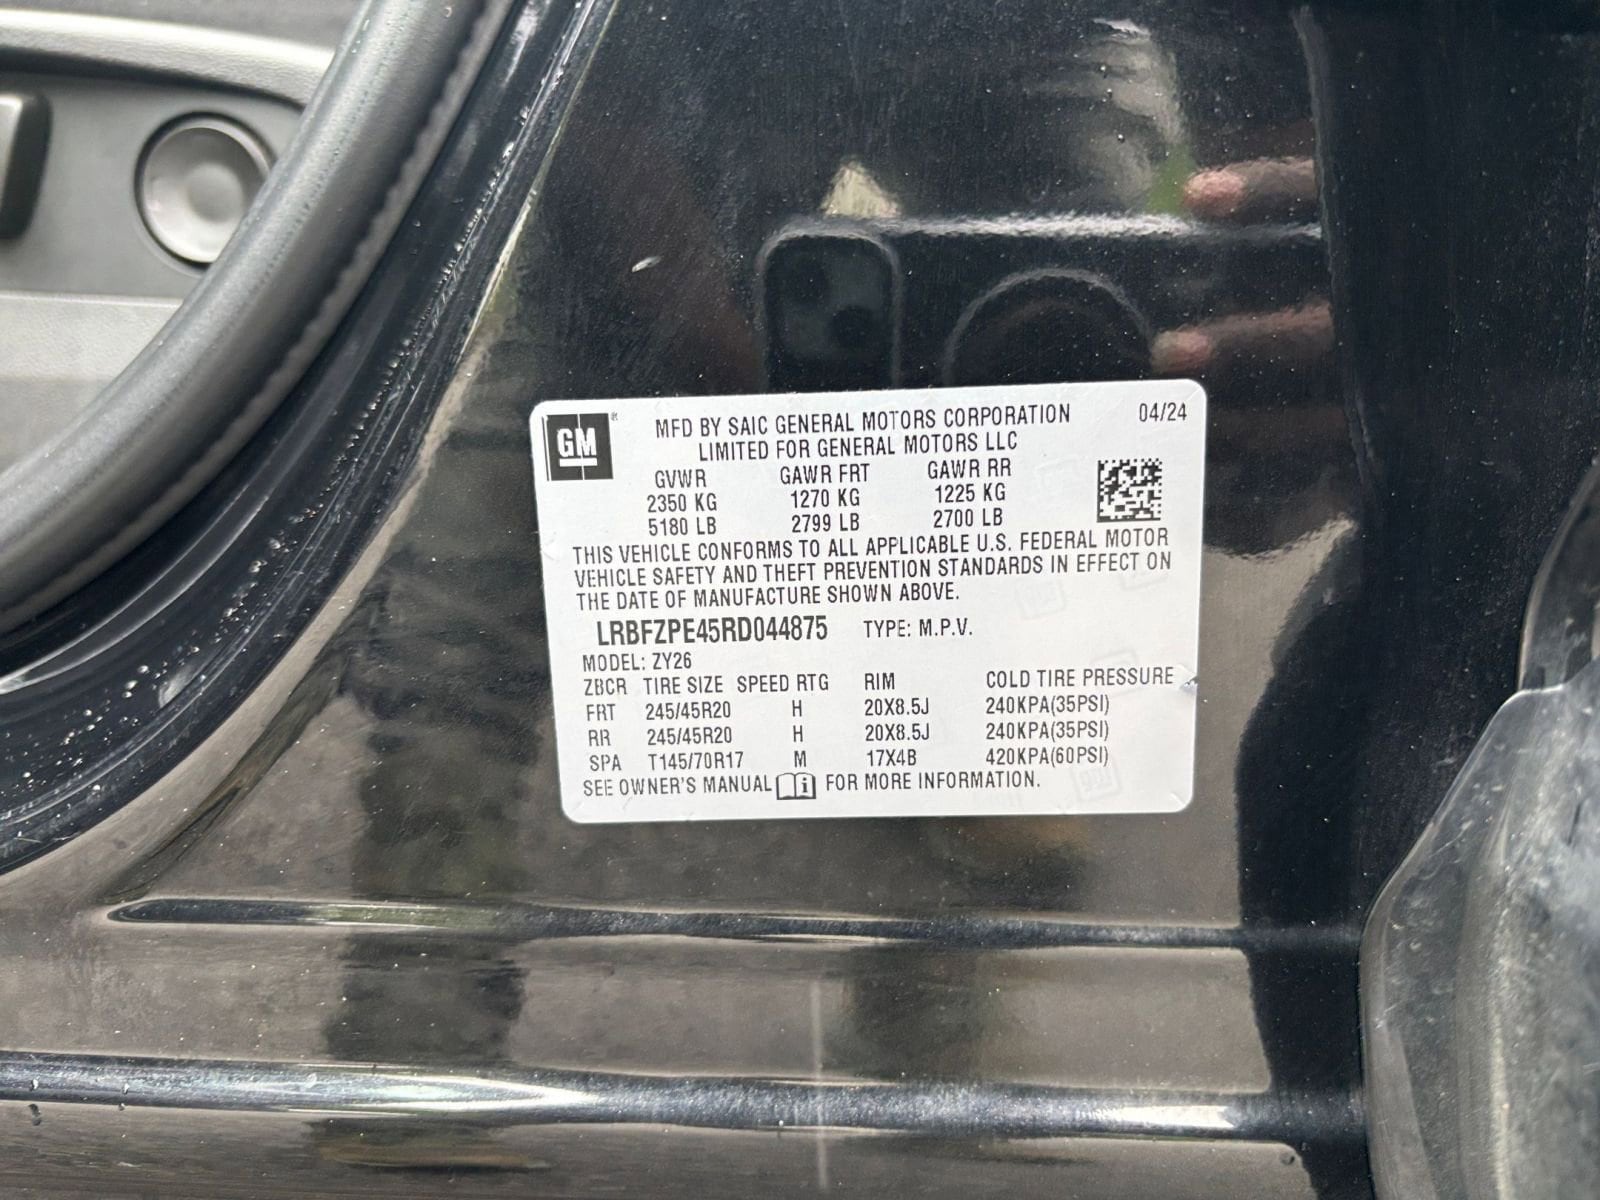 GM®
MFD BY SAIC GENERAL MOTORS CORPORATION 04/24
LIMITED FOR GENERAL MOTORS LLC
GVWR GAWR FRT GAWR RR
2350 KG 1270 KG 1225 KG
5180 LB 2799 LB 2700 LB
THIS VEHICLE CONFORMS TO ALL APPLICABLE U.S. FEDERAL MOTOR
VEHICLE SAFETY AND THEFT PREVENTION STANDARDS IN EFFECT ON
THE DATE OF MANUFACTURE SHOWN ABOVE.
LRBFZPE45RD044875 TYPE: M.P.V.
MODEL: ZY26
ZBCR TIRE SIZE SPEED RTG RIM COLD TIRE PRESSURE
FRT 245/45R20 H 20X8.5J 240KPA(35PSI)
RR 245/45R20 H 20X8.5J 240KPA(35PSI)
SPA T145/70R17 M 17X4B 420KPA(60PSI)
SEE OWNER'S MANUAL i FOR MORE INFORMATION.